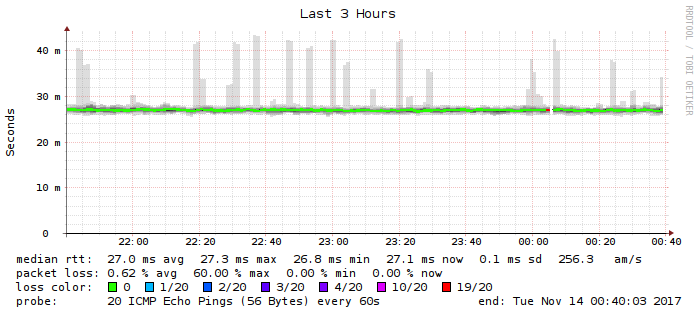 Last 3 Hours
RRDTOOL / TOBI OETIKER
Seconds
40 m
30 m
20 m
10 m
0
22:00 22:20 22:40 23:00 23:20 23:40 00:00 00:20 00:40
median rtt: 27.0 ms avg 27.3 ms max 26.8 ms min 27.1 ms now 0.1 ms sd 256.3 am/s
packet loss: 0.62 % avg 60.00 % max 0.00 % min 0.00 % now
loss color: 0 1/20 2/20 3/20 4/20 10/20 19/20
probe: 20 ICMP Echo Pings (56 Bytes) every 60s end: Tue Nov 14 00:40:03 2017